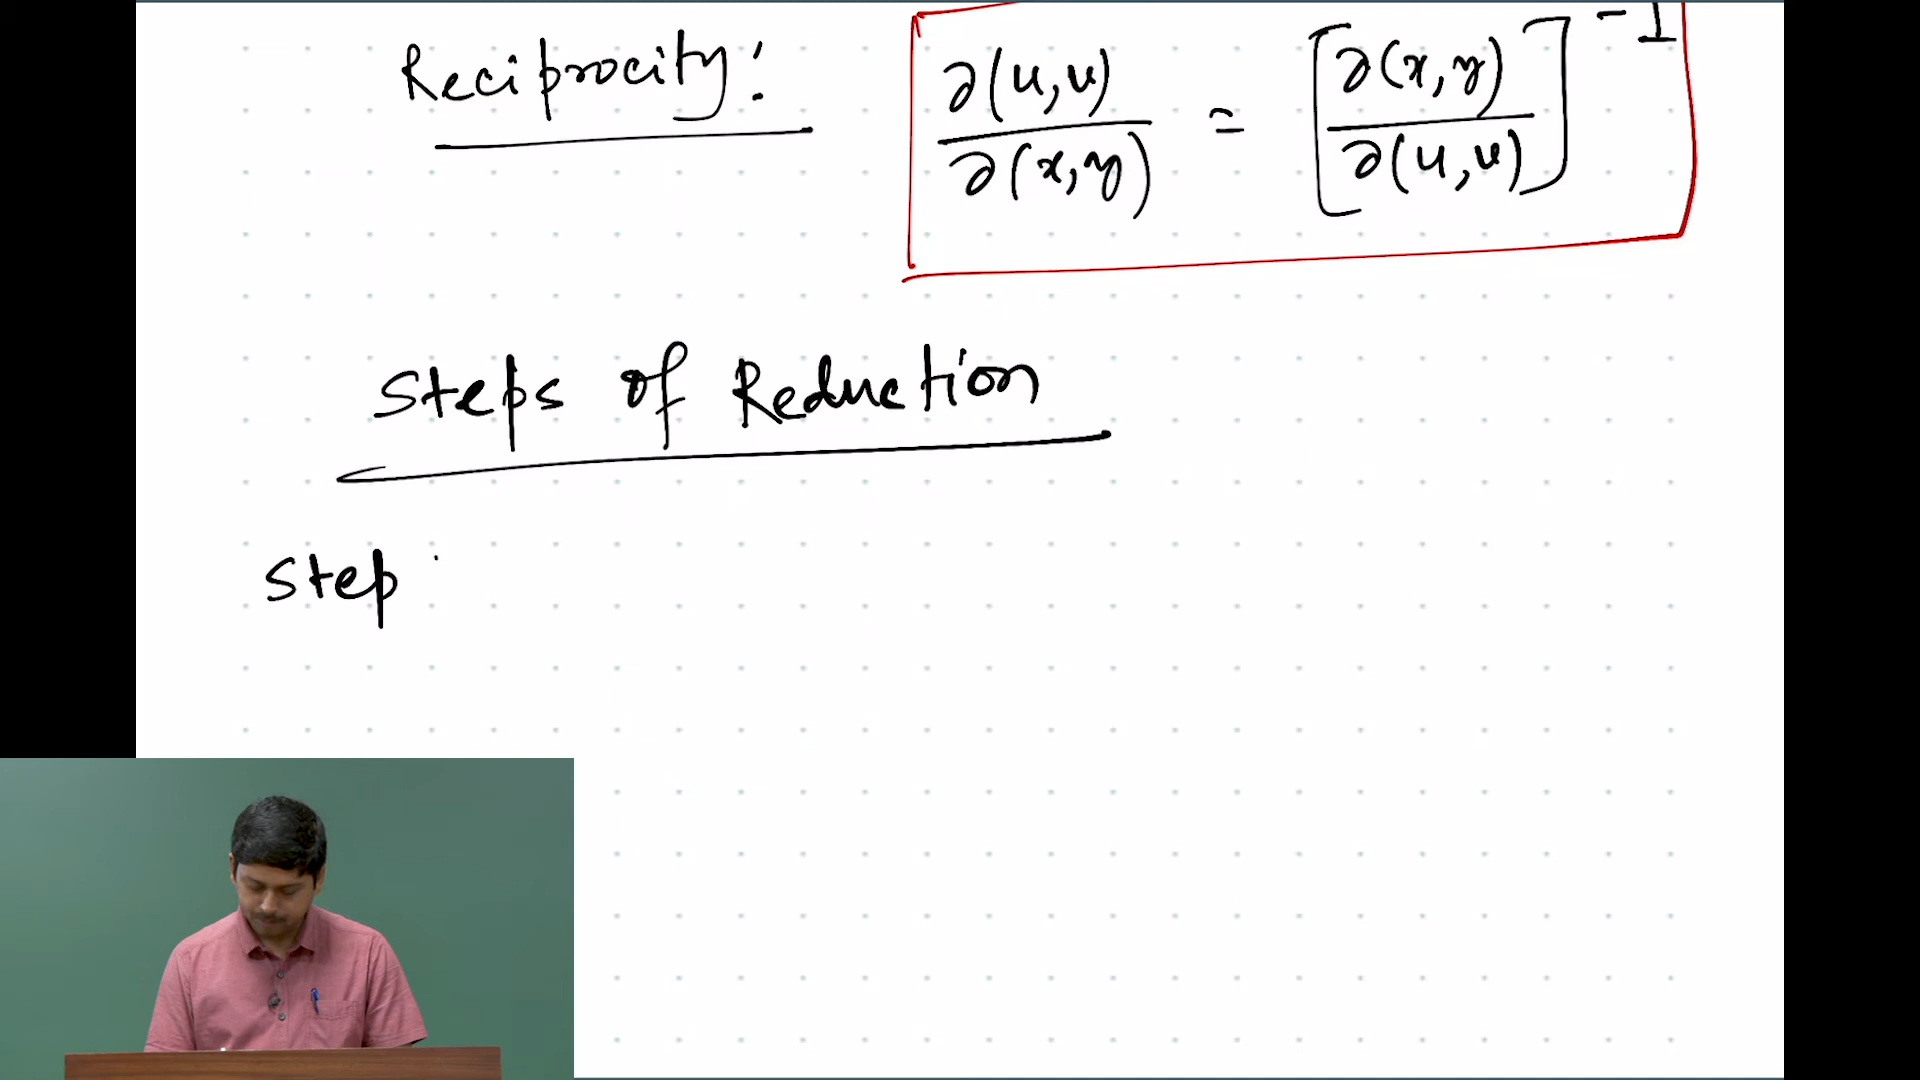 Reciprocity: ∂(u,v)/∂(x,y) = [∂(x,y)/∂(u,v)]^-1
Steps of Reduction
Step